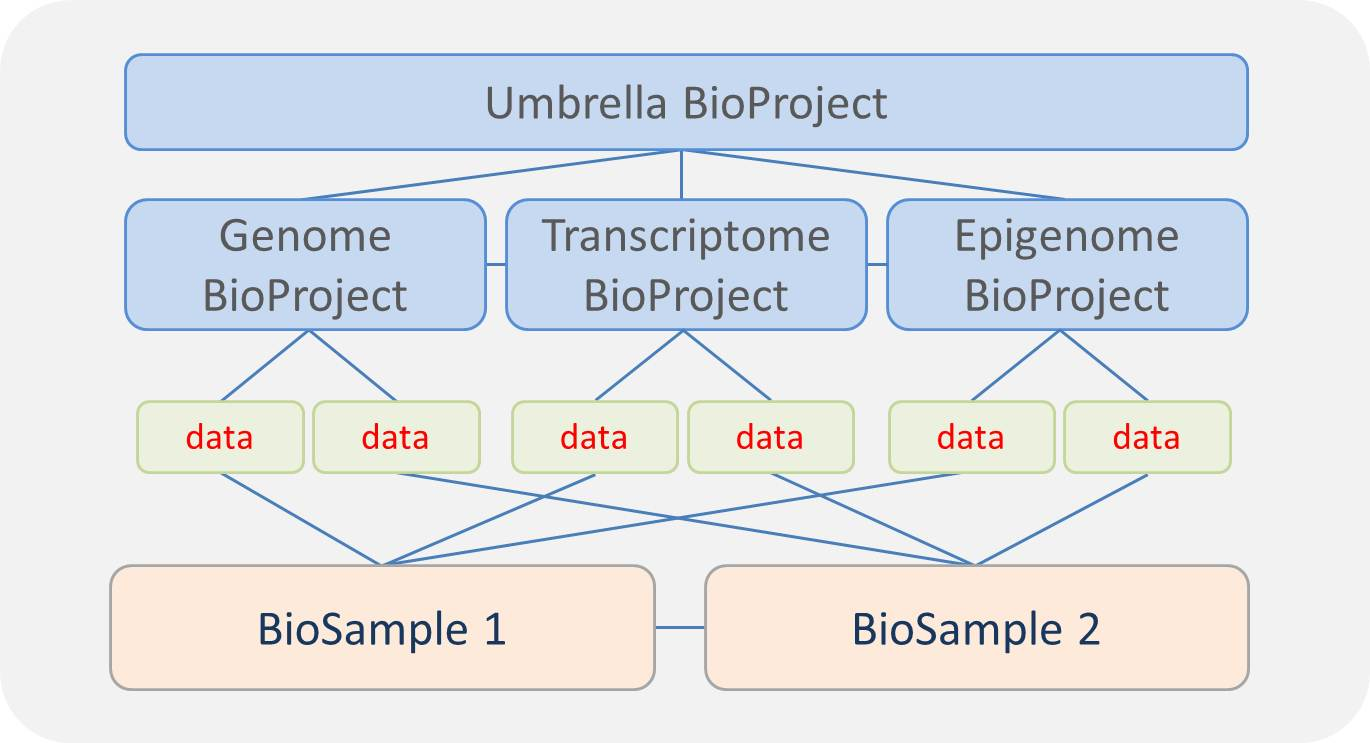 Umbrella BioProject
Genome
BioProject
Transcriptome
BioProject
Epigenome
BioProject
data
data
data
data
data
data
BioSample 1
BioSample 2